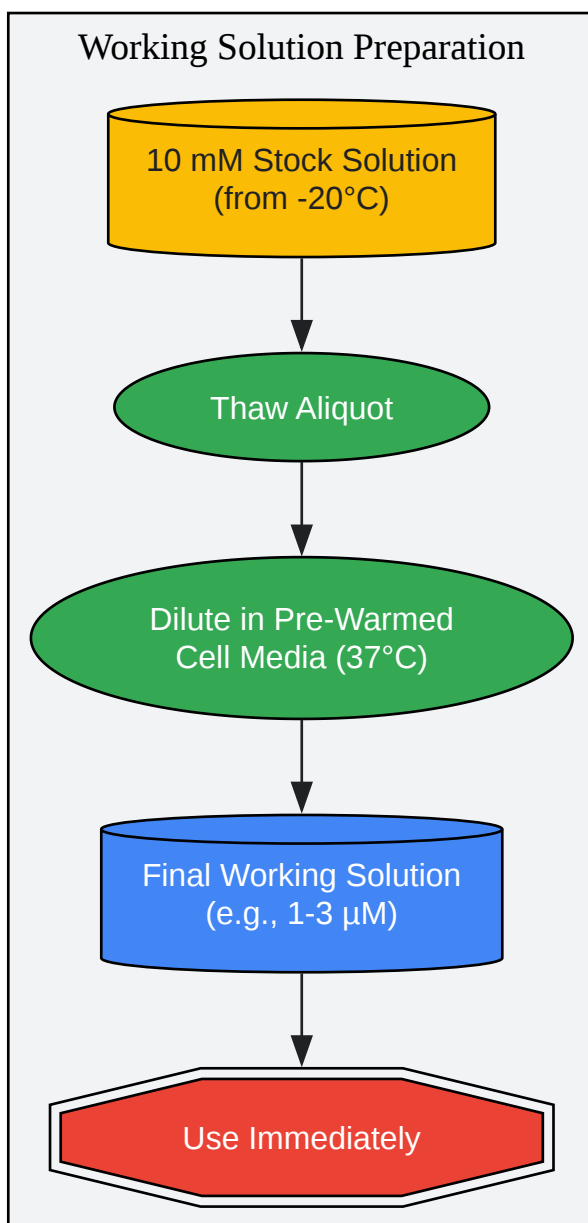 Working Solution Preparation
10 mM Stock Solution
(from -20°C)
Thaw Aliquot
Dilute in Pre-Warmed
Cell Media (37°C)
Final Working Solution
(e.g., 1-3 µM)
Use Immediately